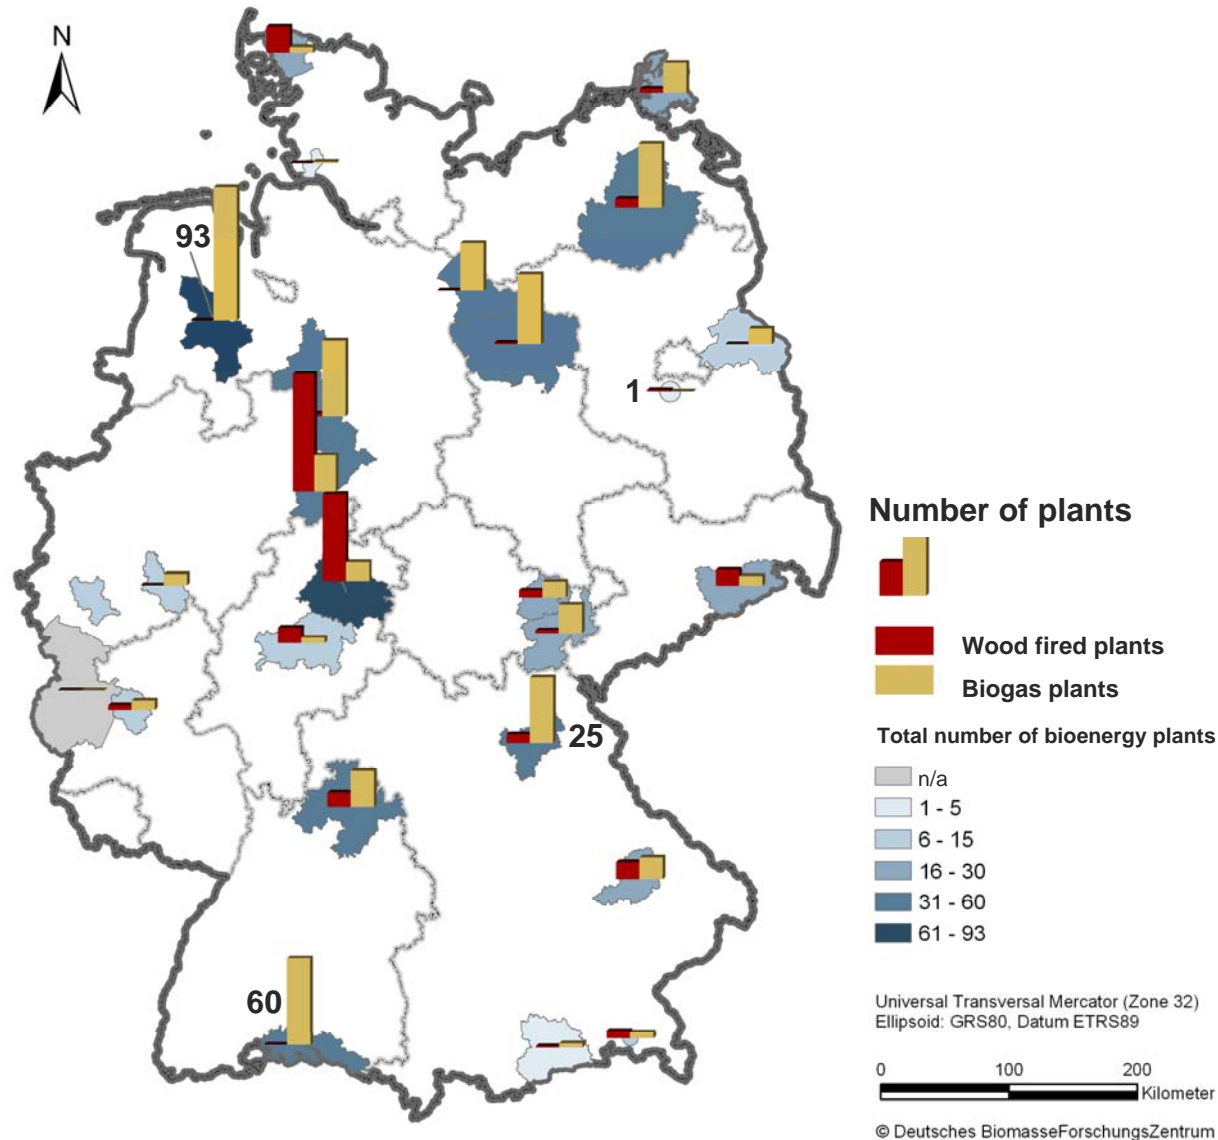 N
93
1
25
60
Number of plants
Wood fired plants
Biogas plants
Total number of bioenergy plants
n/a
1 - 5
6 - 15
16 - 30
31 - 60
61 - 93
Universal Transversal Mercator (Zone 32)
Ellipsoid: GRS80, Datum ETRS89
0 100 200
Kilometer
© Deutsches BiomasseForschungsZentrum